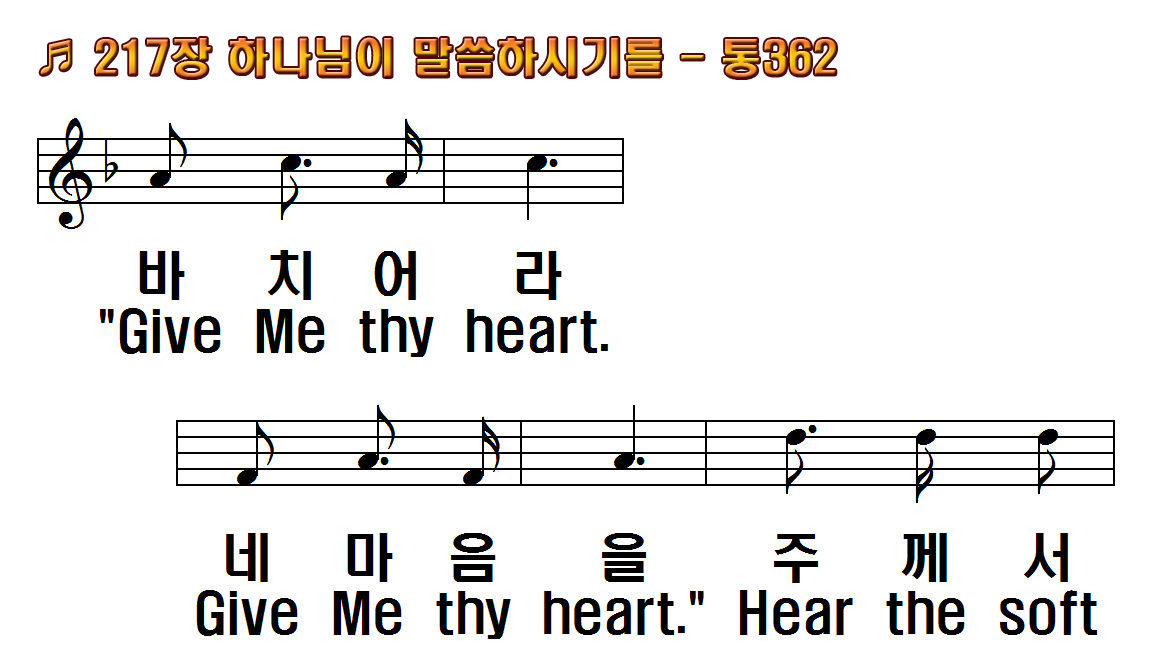 ♬ 217장 하나님이 말씀하시기를 - 통362
바 치 어 라
"Give Me thy heart.
네 마 음 을 주 께 서
Give Me thy heart." Hear the soft